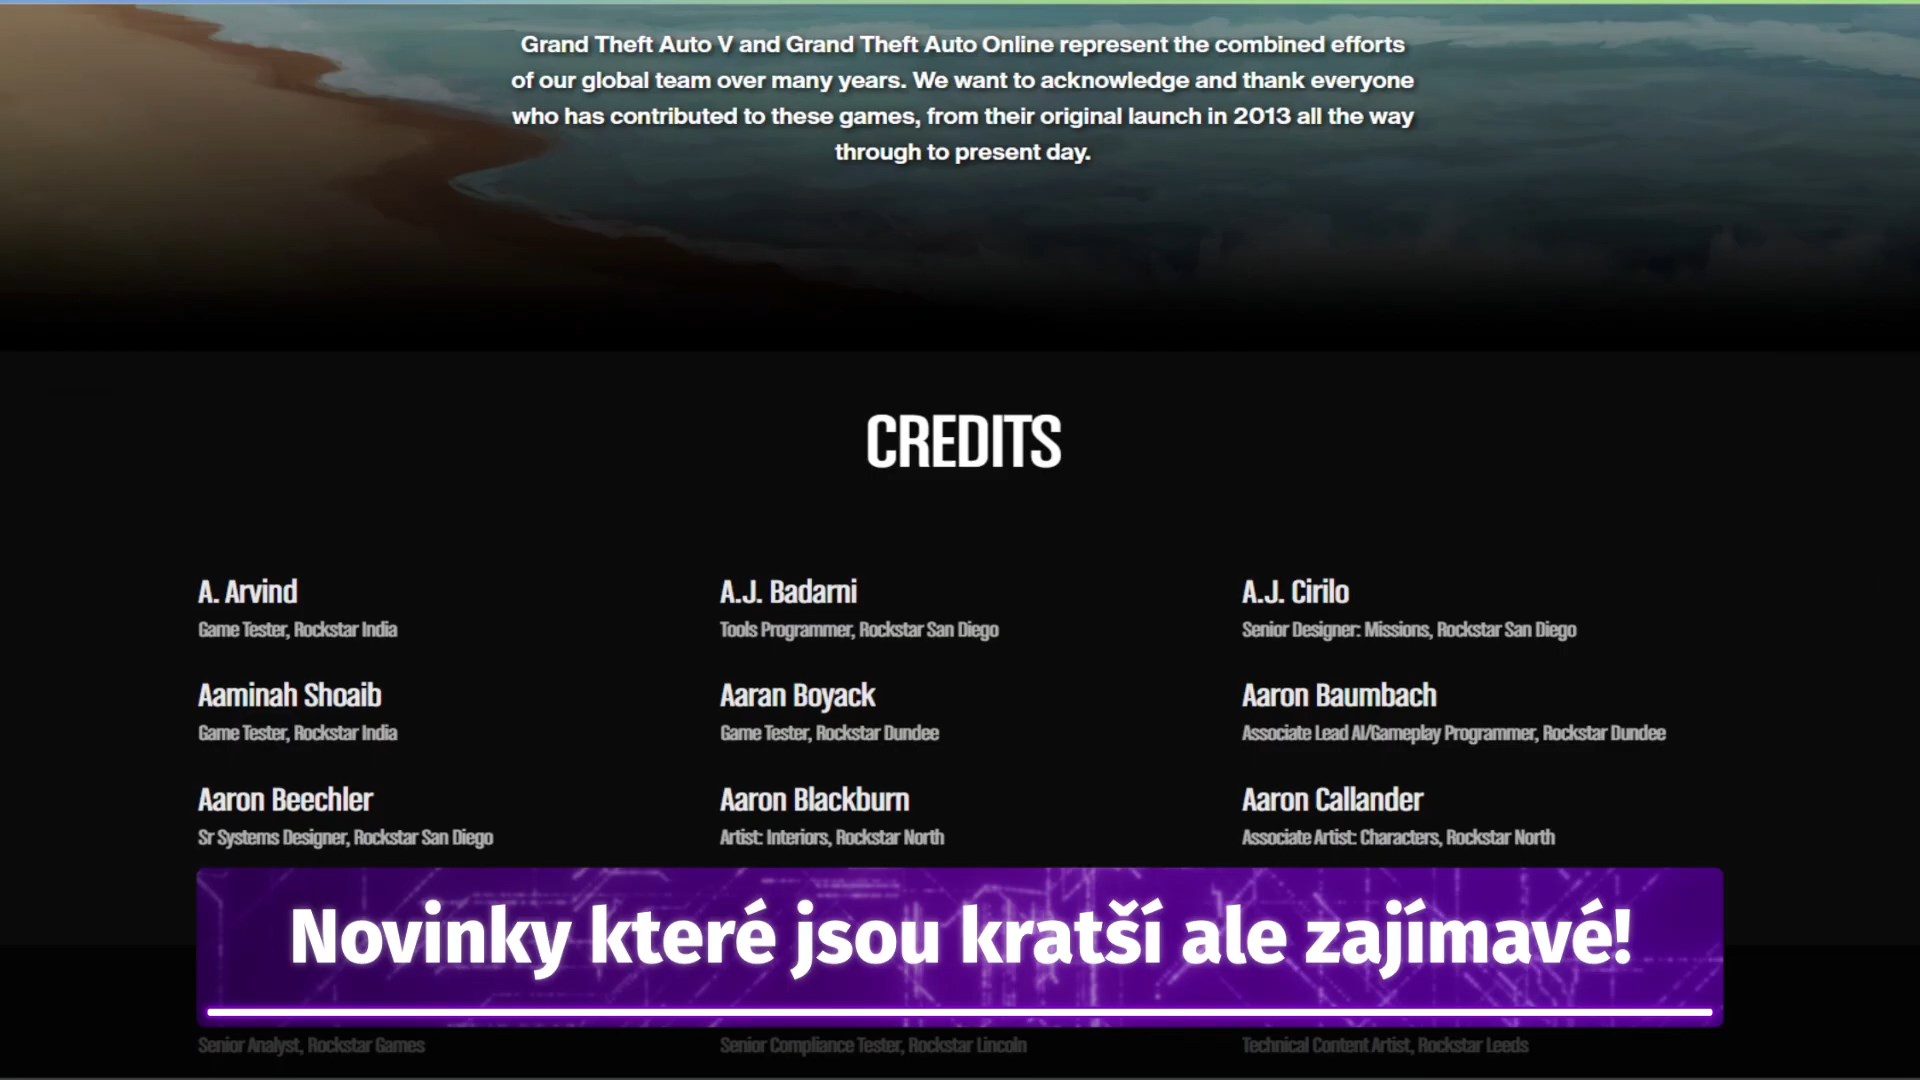 Grand Theft Auto V and Grand Theft Auto Online represent the combined efforts
of our global team over many years. We want to acknowledge and thank everyone
who has contributed to these games, from their original launch in 2013 all the way
through to present day.
CREDITS
A. Arvind
Game Tester, Rockstar India
A.J. Badarni
Tools Programmer, Rockstar San Diego
A.J. Cirilo
Senior Designer: Missions, Rockstar San Diego
Aaminah Shoaib
Game Tester, Rockstar India
Aaran Boyack
Game Tester, Rockstar Dundee
Aaron Baumbach
Associate Lead AI/Gameplay Programmer, Rockstar Dundee
Aaron Beechler
Sr Systems Designer, Rockstar San Diego
Aaron Blackburn
Artist: Interiors, Rockstar North
Aaron Callander
Associate Artist: Characters, Rockstar North
Novinky které jsou kratší ale zajímavé!
Senior Analyst, Rockstar Games
Senior Compliance Tester, Rockstar Lincoln
Technical Content Artist, Rockstar Leeds